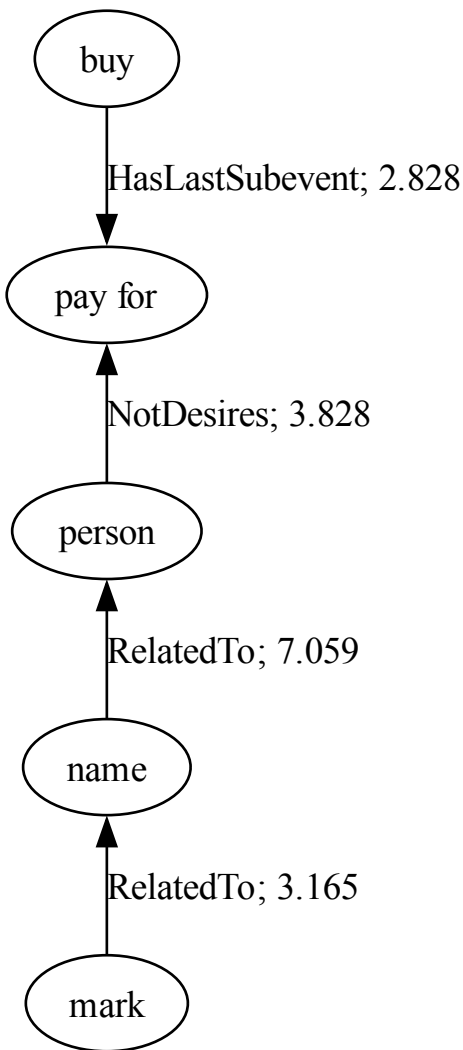 buy
HasLastSubevent; 2.828
pay for
NotDesires; 3.828
person
RelatedTo; 7.059
name
RelatedTo; 3.165
mark